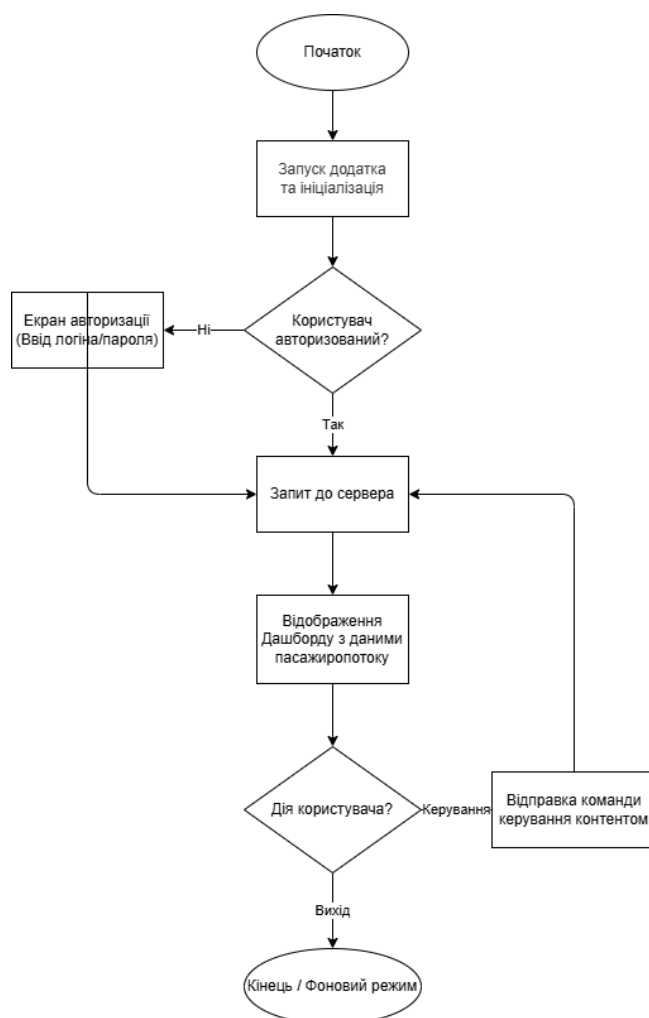 Початок
Запуск додатка
та ініціалізація
Екран авторизації
(Ввід логіна/пароля)
Ні
Користувач
авторизований?
Так
Запит до сервера
Відображення
Дашборду з даними
пасажиропотоку
Дія користувача?
Керування
Відправка команди
керування контентом
Вихід
Кінець / Фоновий режим